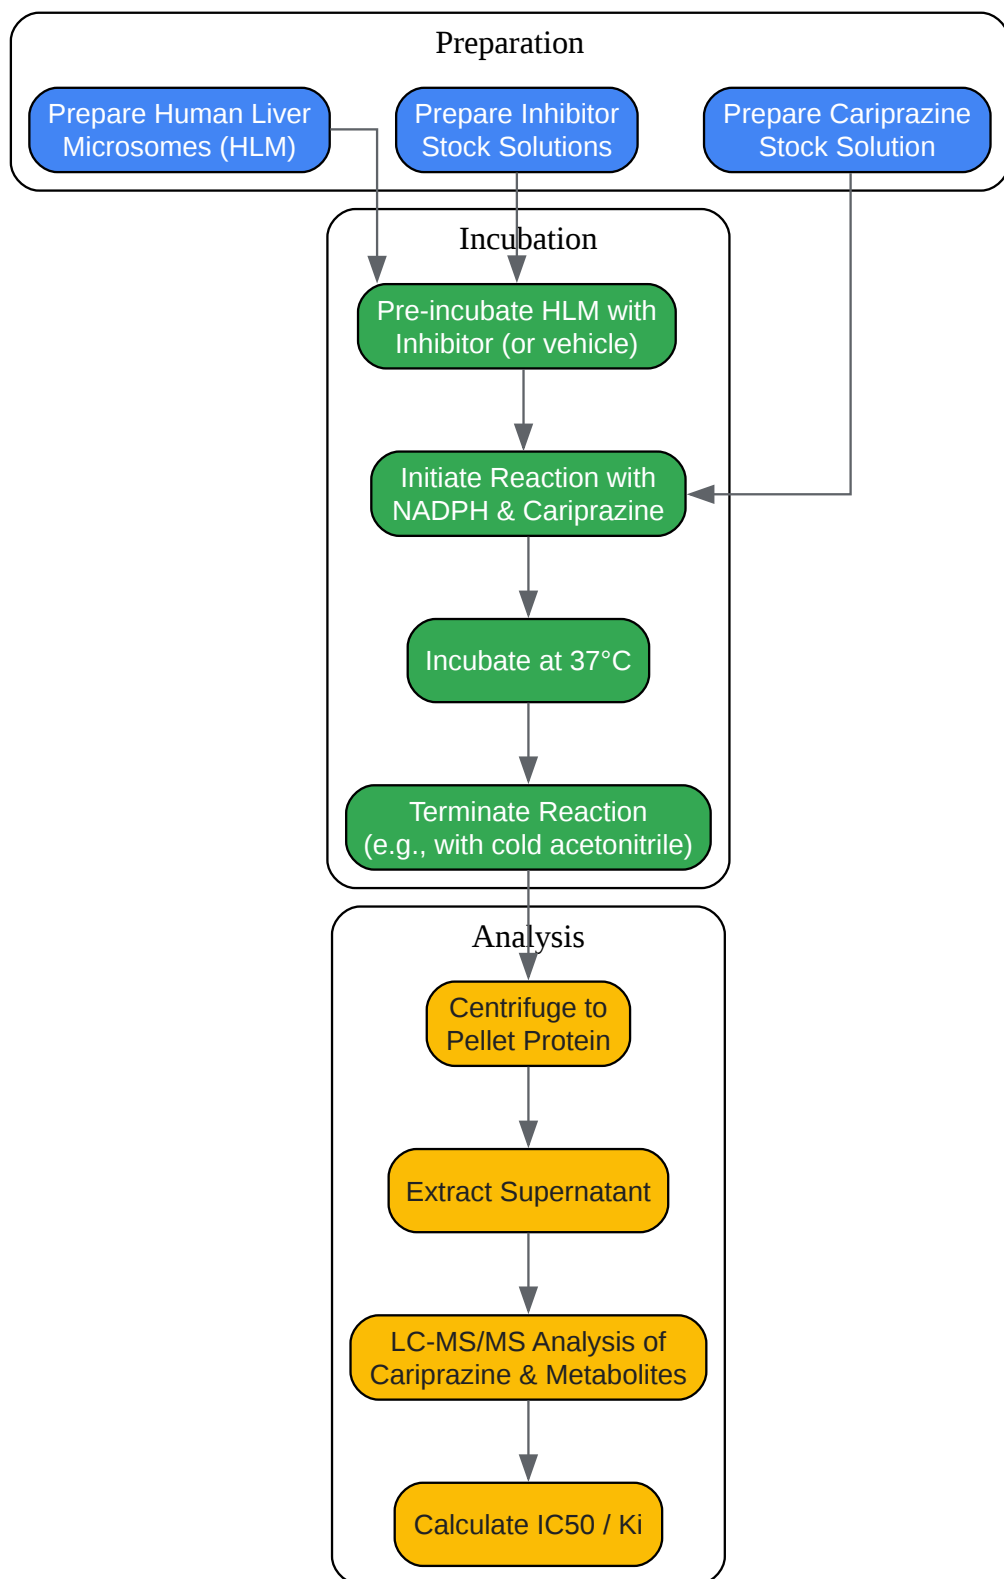 Preparation
Prepare Human Liver
Microsomes (HLM)
Prepare Inhibitor
Stock Solutions
Prepare Cariprazine
Stock Solution
Incubation
Pre-incubate HLM with
Inhibitor (or vehicle)
Initiate Reaction with
NADPH & Cariprazine
Incubate at 37°C
Terminate Reaction
(e.g., with cold acetonitrile)
Analysis
Centrifuge to
Pellet Protein
Extract Supernatant
LC-MS/MS Analysis of
Cariprazine & Metabolites
Calculate IC50 / Ki